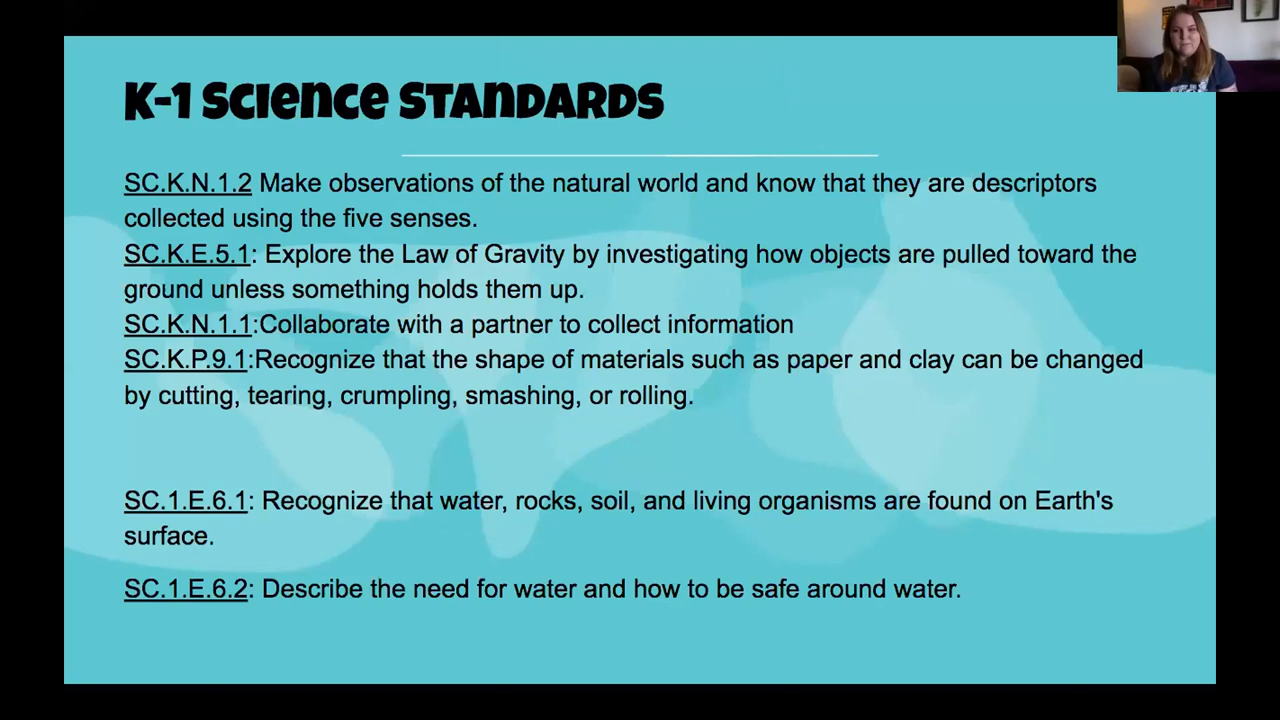 K-1 Science Standards
SC.K.N.1.2 Make observations of the natural world and know that they are descriptors
collected using the five senses.
SC.K.E.5.1: Explore the Law of Gravity by investigating how objects are pulled toward the
ground unless something holds them up.
SC.K.N.1.1:Collaborate with a partner to collect information
SC.K.P.9.1:Recognize that the shape of materials such as paper and clay can be changed
by cutting, tearing, crumpling, smashing, or rolling.
SC.1.E.6.1: Recognize that water, rocks, soil, and living organisms are found on Earth's
surface.
SC.1.E.6.2: Describe the need for water and how to be safe around water.